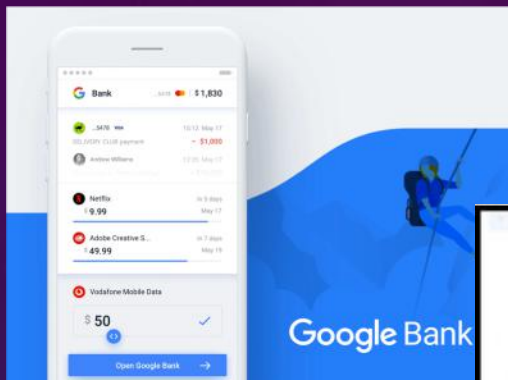 Bank
$ 1,830
10:12 May 17
DELIVERY CLUB payment
- $1,000
Andrew Williams
Netflix
in 5 days
$ 9.99
May 17
Adobe Creative S...
in 7 days
$ 49.99
May 19
Vodafone Mobile Data
$ 50
Open Google Bank
Google Bank